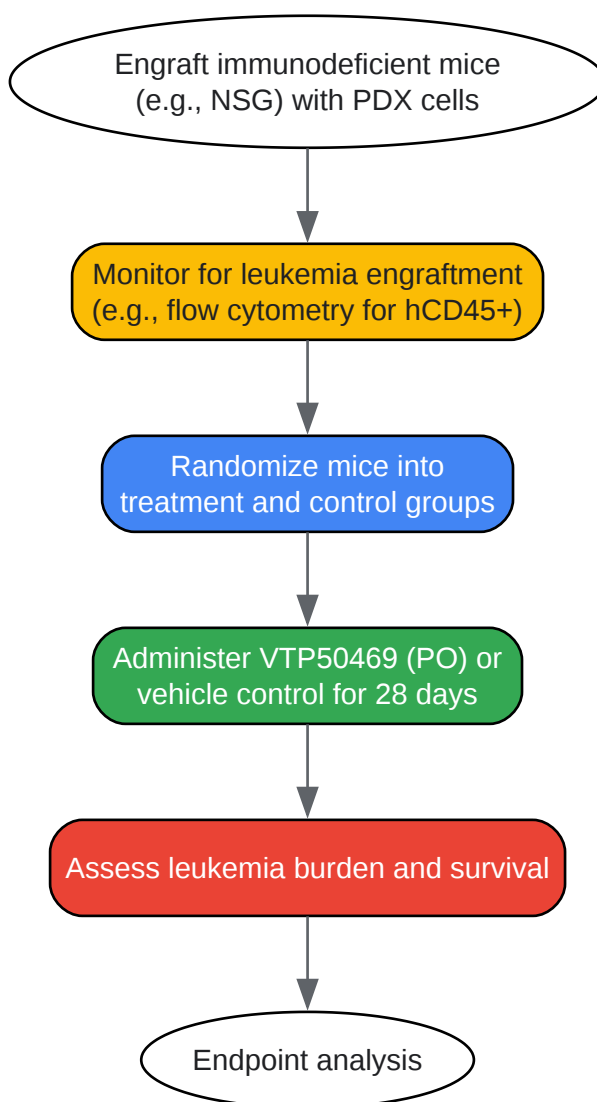 Engraft immunodeficient mice
(e.g., NSG) with PDX cells
Monitor for leukemia engraftment
(e.g., flow cytometry for hCD45+)
Randomize mice into
treatment and control groups
Administer VTP50469 (PO) or
vehicle control for 28 days
Assess leukemia burden and survival
Endpoint analysis